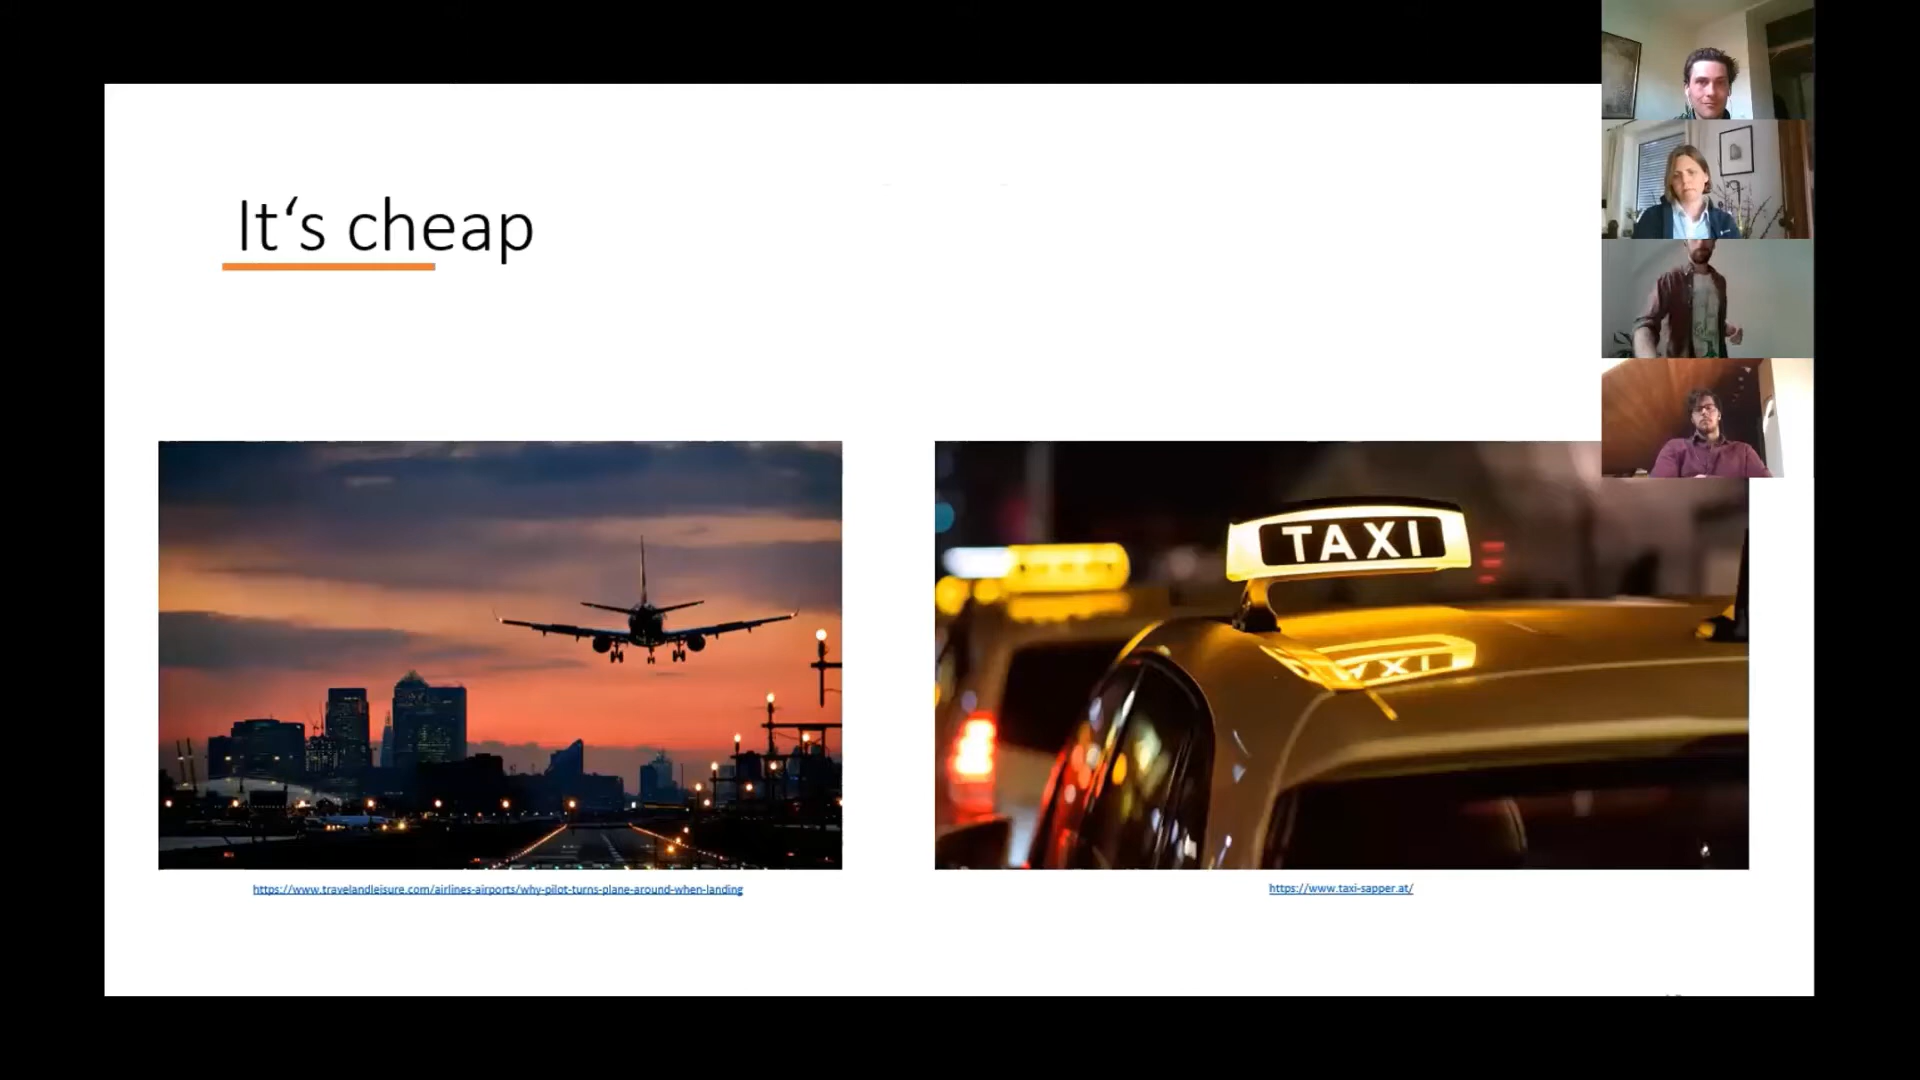 It‘s cheap
TAXI
TAXI
https://www.travelandleisure.com/airlines-airports/why-pilot-turns-plane-around-when-landing
https://www.taxi-sapper.at/